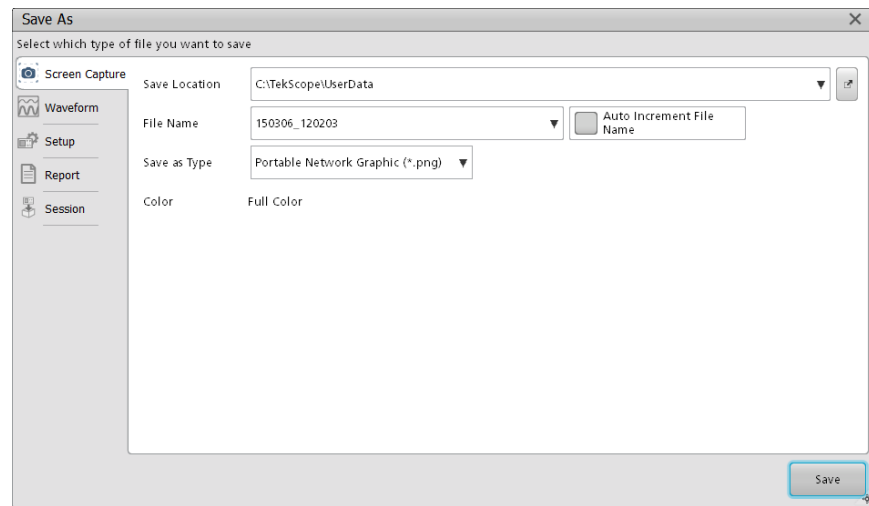 Save As
Select which type of file you want to save
Screen Capture
Waveform
Setup
Report
Session
Save Location
C:\TekScope\UserData
File Name
150306_120203
Auto Increment File
Name
Save as Type
Portable Network Graphic (*.png)
Color
Full Color
Save